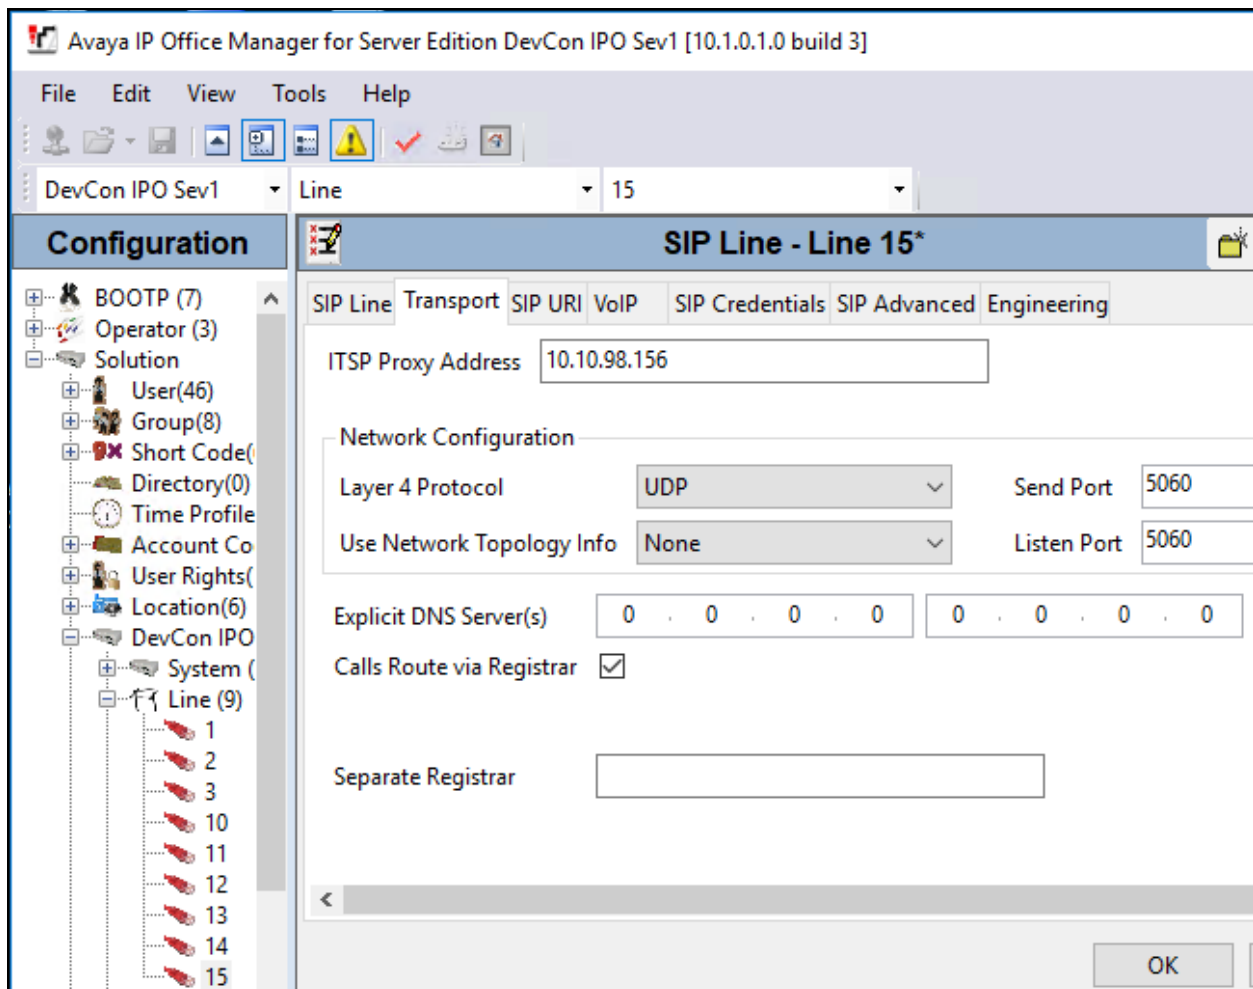 Avaya IP Office Manager for Server Edition DevCon IPO Sev1 [10.1.0.1.0 build 3]
File Edit View Tools Help
DevCon IPO Sev1 Line 15
Configuration
SIP Line - Line 15*
BOOTP (7)
Operator (3)
Solution
User(46)
Group(8)
Short Code(
Directory(0)
Time Profile
Account Co
User Rights(
Location(6)
DevCon IPO
System (
Line (9)
1
2
3
10
11
12
13
14
15
SIP Line Transport SIP URI VoIP SIP Credentials SIP Advanced Engineering
ITSP Proxy Address 10.10.98.156
Network Configuration
Layer 4 Protocol UDP Send Port 5060
Use Network Topology Info None Listen Port 5060
Explicit DNS Server(s) 0 . 0 . 0 . 0 0 . 0 . 0 . 0
Calls Route via Registrar
Separate Registrar
OK